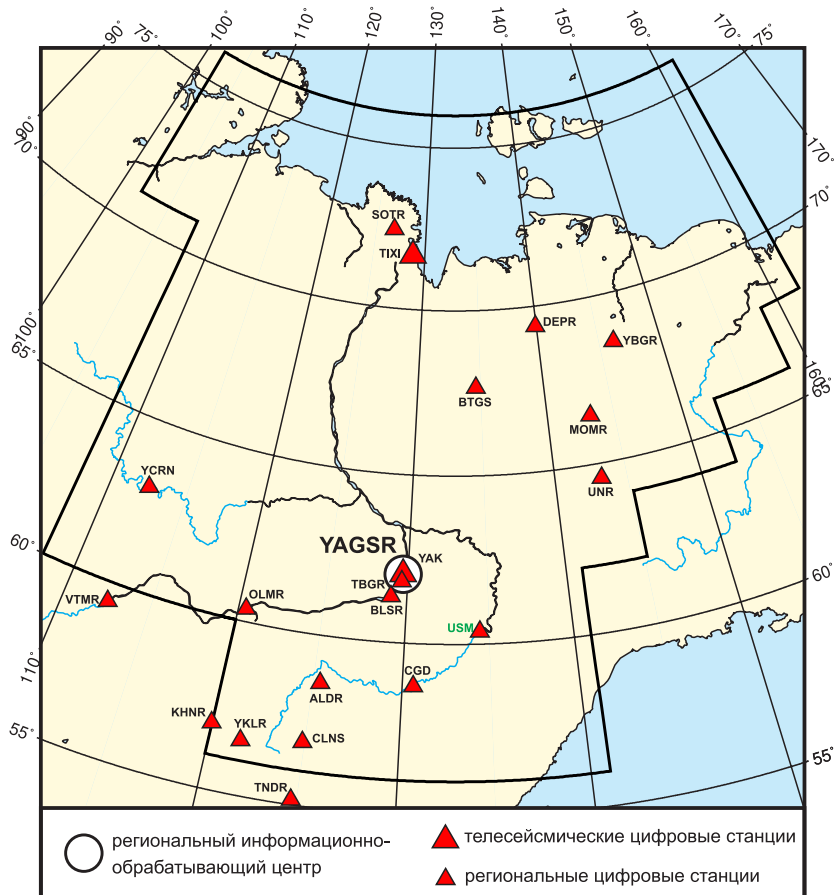 90° 75° 100° 110° 120° 130° 140° 150° 160° 170° 75°
90°
70°
170°
70°
SOTR
TIXI
DEPR
YBGR
100°
65°
BTGS
160°
65°
MOMR
YCRN
UNR
60°
YAGSR
YAK
TBGR
60°
VTMR
OLMR
BLSR
USM
110°
CGD
ALDR
KHNR
YKLR
CLNS
55°
55°
TNDR
региональный информационно-
обрабатывающий центр
телесейсмические цифровые станции
региональные цифровые станции